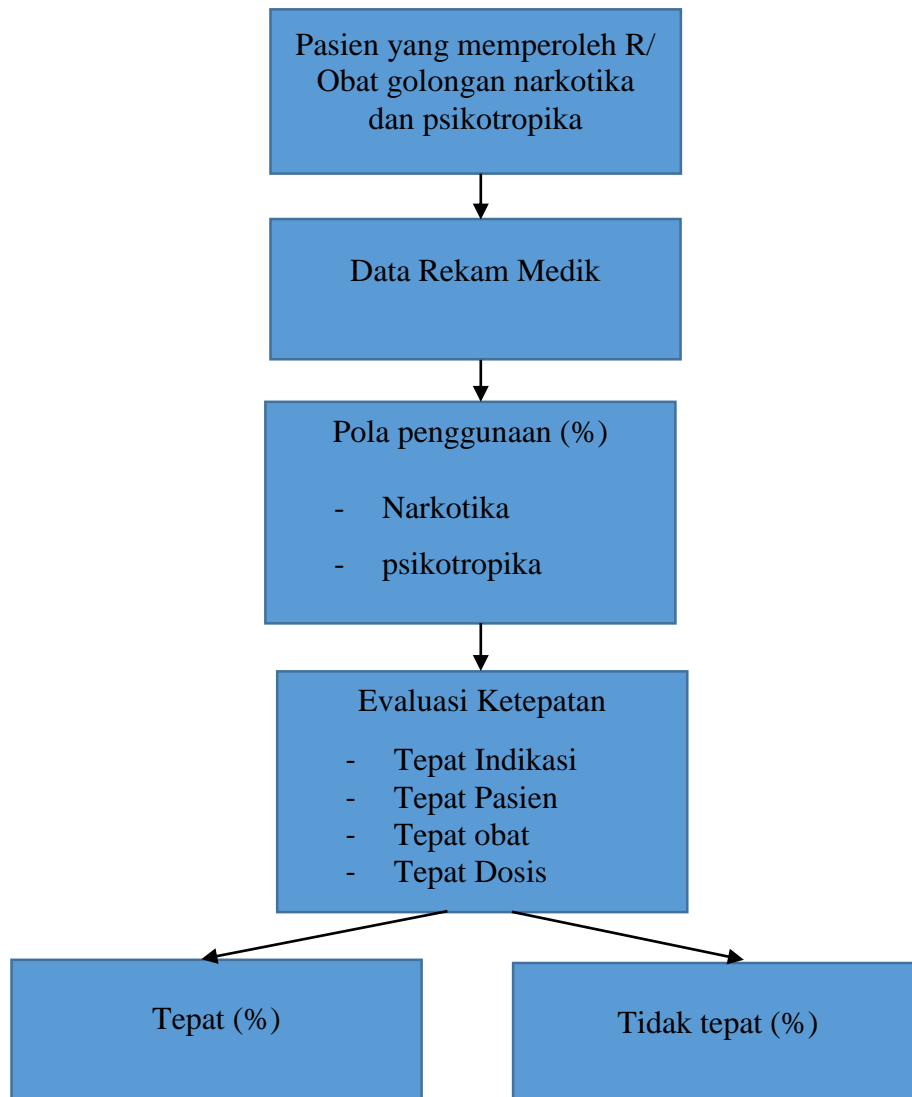 Pasien yang memperoleh R/
Obat golongan narkotika
dan psikotropika
Data Rekam Medik
Pola penggunaan (%)
- Narkotika
- psikotropika
Evaluasi Ketepatan
- Tepat Indikasi
- Tepat Pasien
- Tepat obat
- Tepat Dosis
Tepat (%)
Tidak tepat (%)